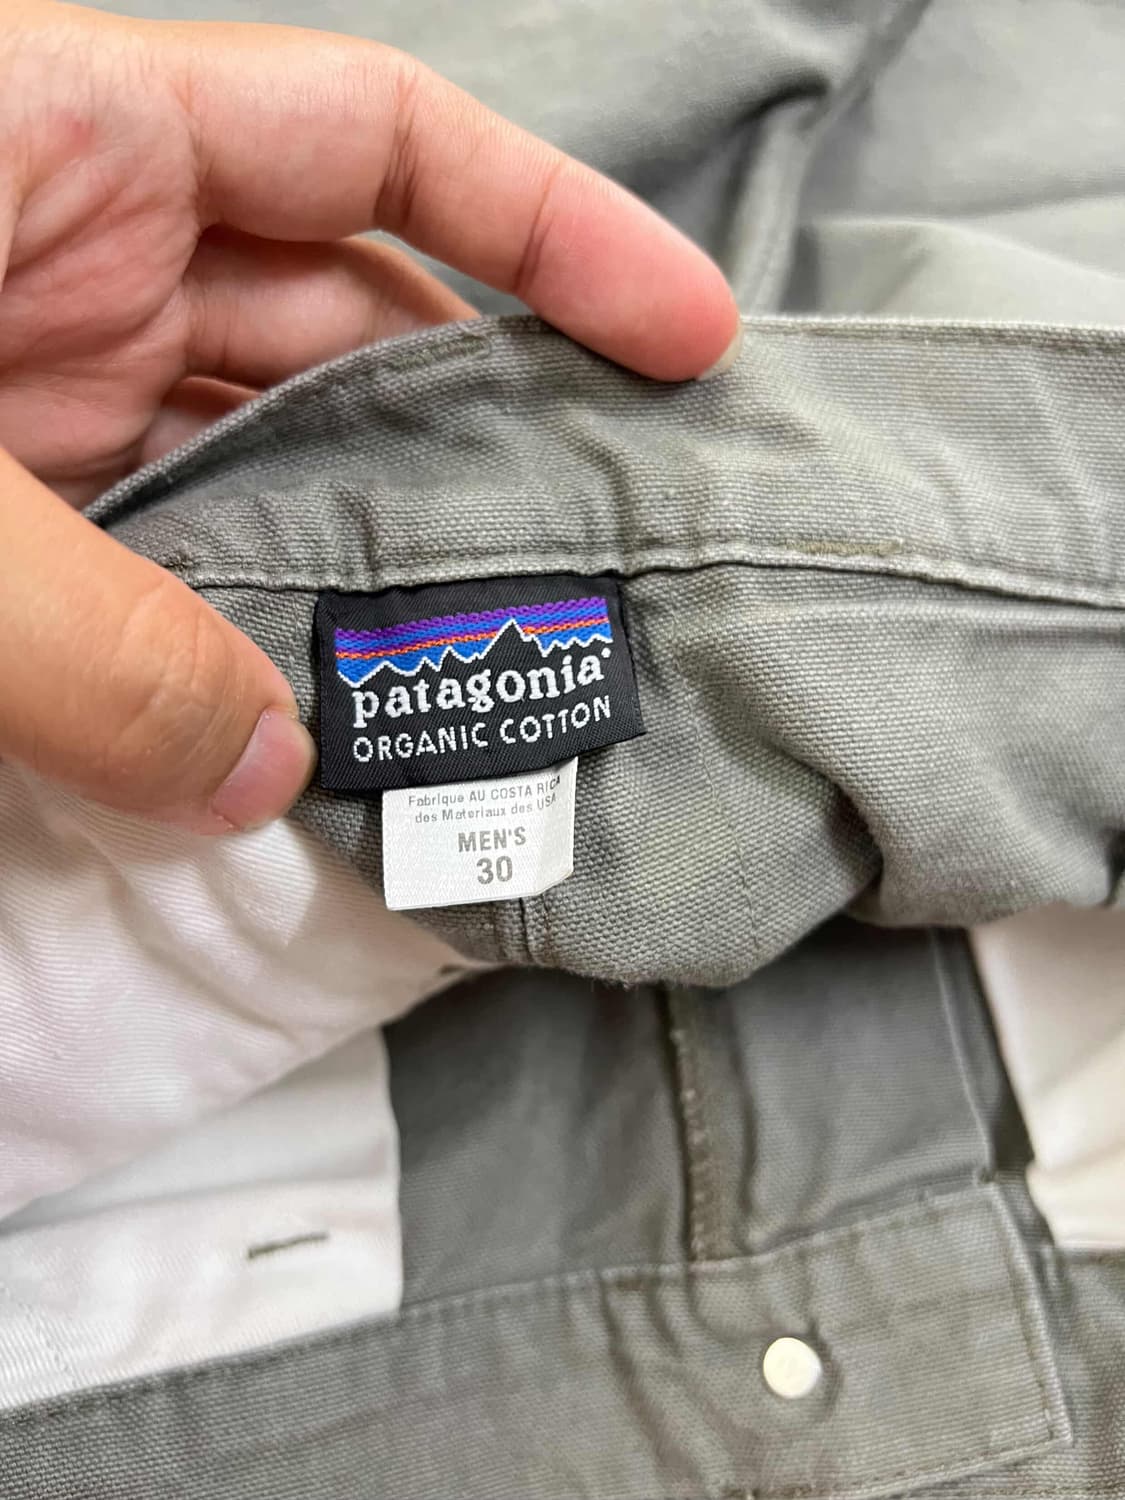 patagonia®
ORGANIC COTTON
Fabrique AU COSTA RICA
des Materiaux des USA
MEN'S
30